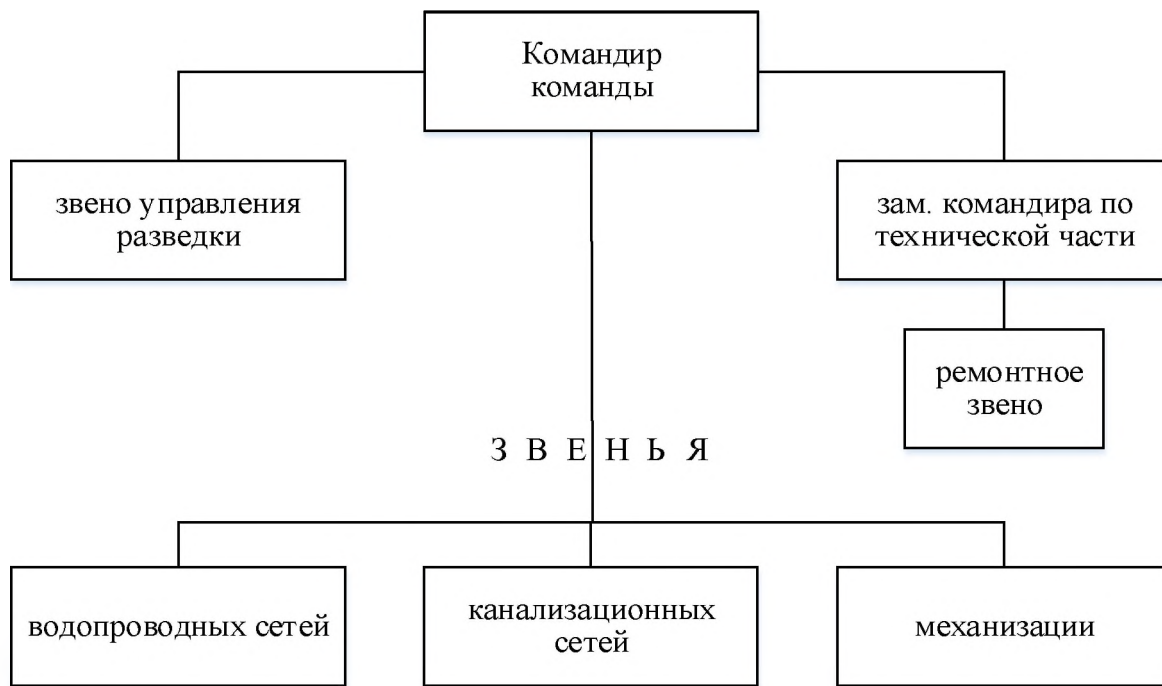 Командир
команды
звено управления
разведки
зам. командира по
технической части
ремонтное
звено
З В Е Н Ь Я
водопроводных сетей
канализационных
сетей
механизации